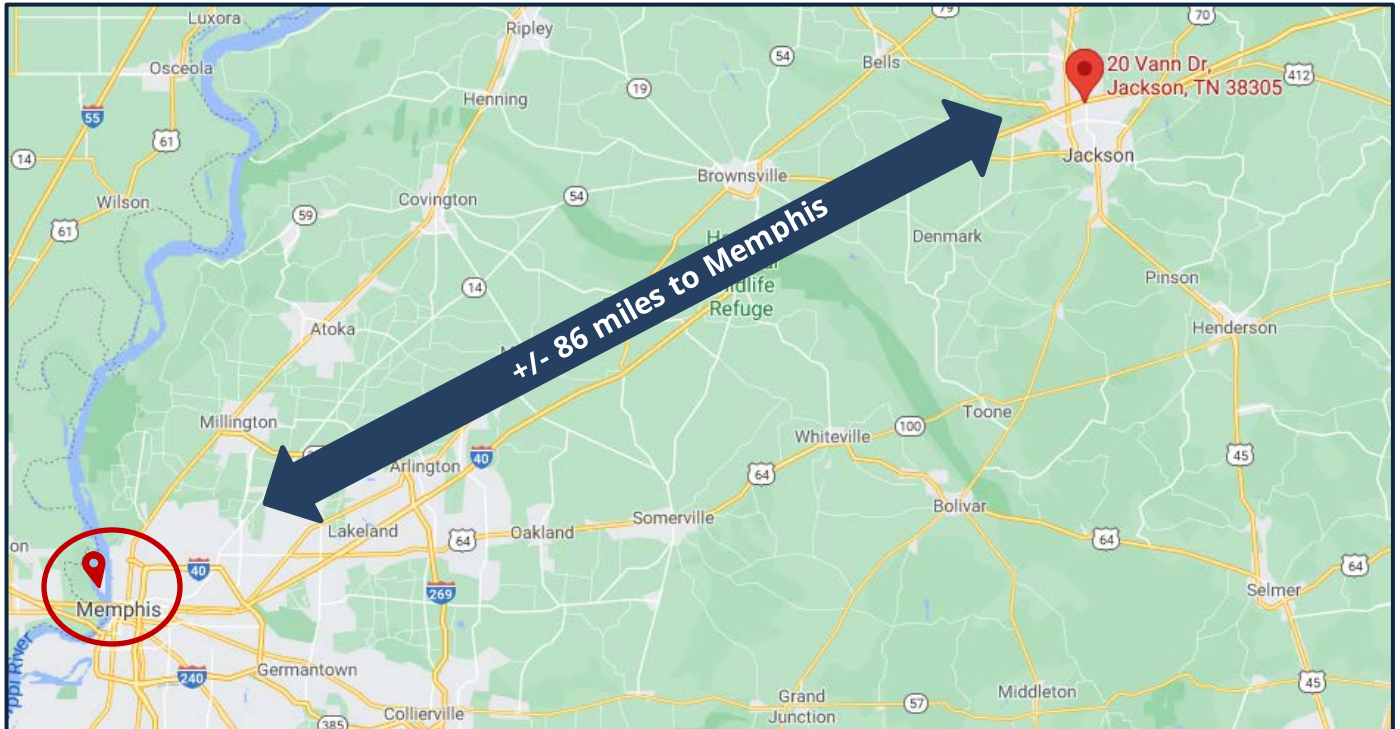 Luxora
79
70
Ripley
Osceola
54
Bells
20 Vann Dr,
Jackson, TN 38305
412
19
Henning
55
61
14
Jackson
Brownsville
Wilson
54
Covington
59
61
Denmark
+/- 86 miles to Memphis
Pinson
Refuge
14
Atoka
Henderson
Millington
Toone
100
Whiteville
Arlington
40
45
64
Bolivar
Somerville
Lakeland
Oakland
64
64
on
40
64
269
Selmer
Memphis
Germantown
240
45
Middleton
Grand
Junction
57
Collierville
385